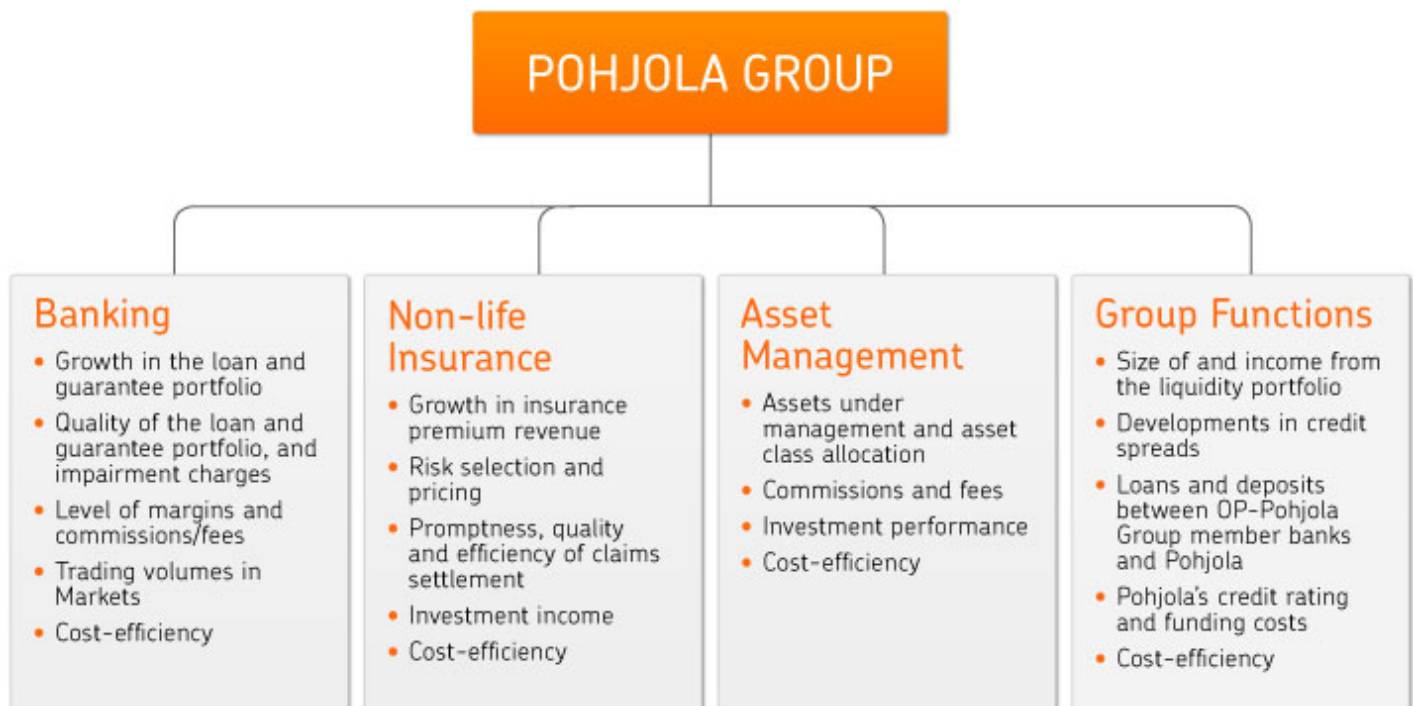 POHJOLA GROUP
Banking
• Growth in the loan and
guarantee portfolio
• Quality of the loan and
guarantee portfolio, and
impairment charges
• Level of margins and
commissions/fees
• Trading volumes in
Markets
• Cost-efficiency
Non-life
Insurance
• Growth in insurance
premium revenue
• Risk selection and
pricing
• Promptness, quality
and efficiency of claims
settlement
• Investment income
• Cost-efficiency
Asset
Management
• Assets under
management and asset
class allocation
• Commissions and fees
• Investment performance
• Cost-efficiency
Group Functions
• Size of and income from
the liquidity portfolio
• Developments in credit
spreads
• Loans and deposits
between OP-Pohjola
Group member banks
and Pohjola
• Pohjola's credit rating
and funding costs
• Cost-efficiency